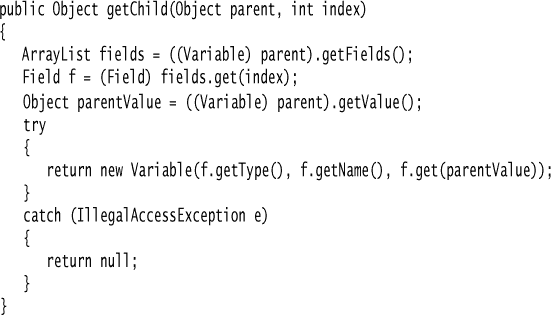 public Object getChild(Object parent, int index)
{
   ArrayList fields = ((Variable) parent).getFields();
   Field f = (Field) fields.get(index);
   Object parentValue = ((Variable) parent).getValue();
   try
   {
      return new Variable(f.getType(), f.getName(), f.get(parentValue));
   }
   catch (IllegalAccessException e)
   {
      return null;
   }
}